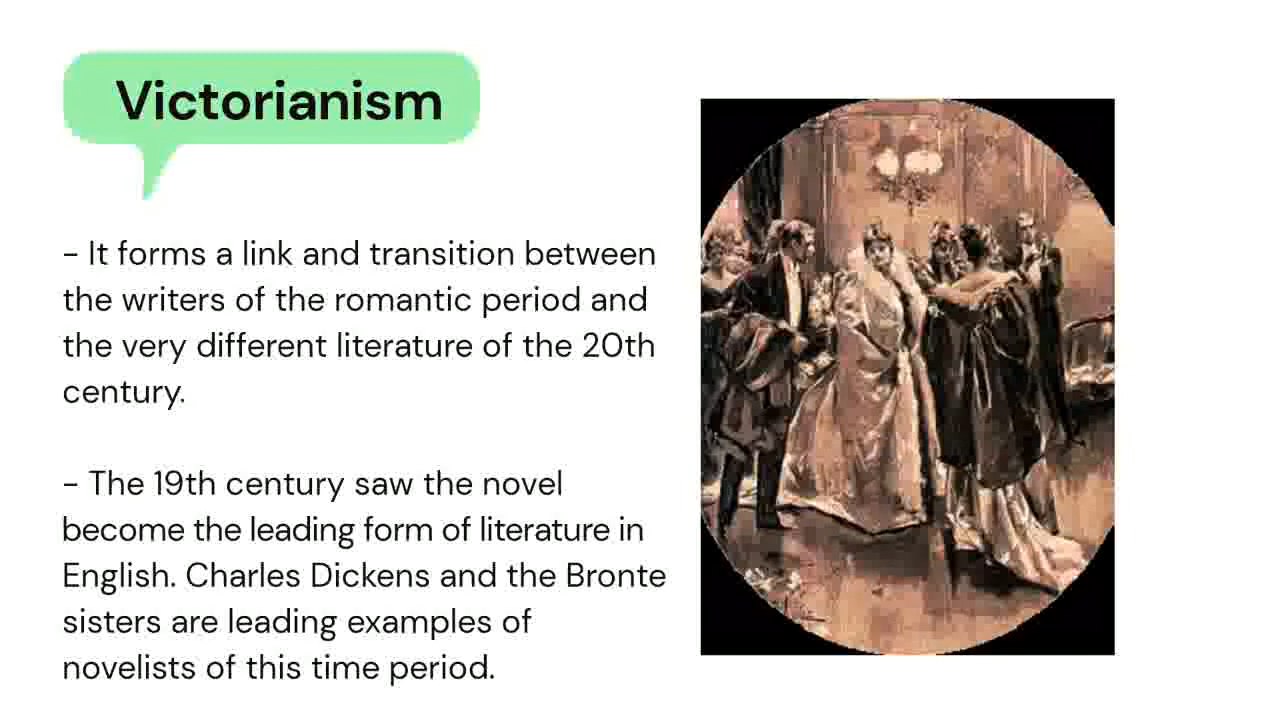 Victorianism
- It forms a link and transition between
the writers of the romantic period and
the very different literature of the 20th
century.
- The 19th century saw the novel
become the leading form of literature in
English. Charles Dickens and the Bronte
sisters are leading examples of
novelists of this time period.